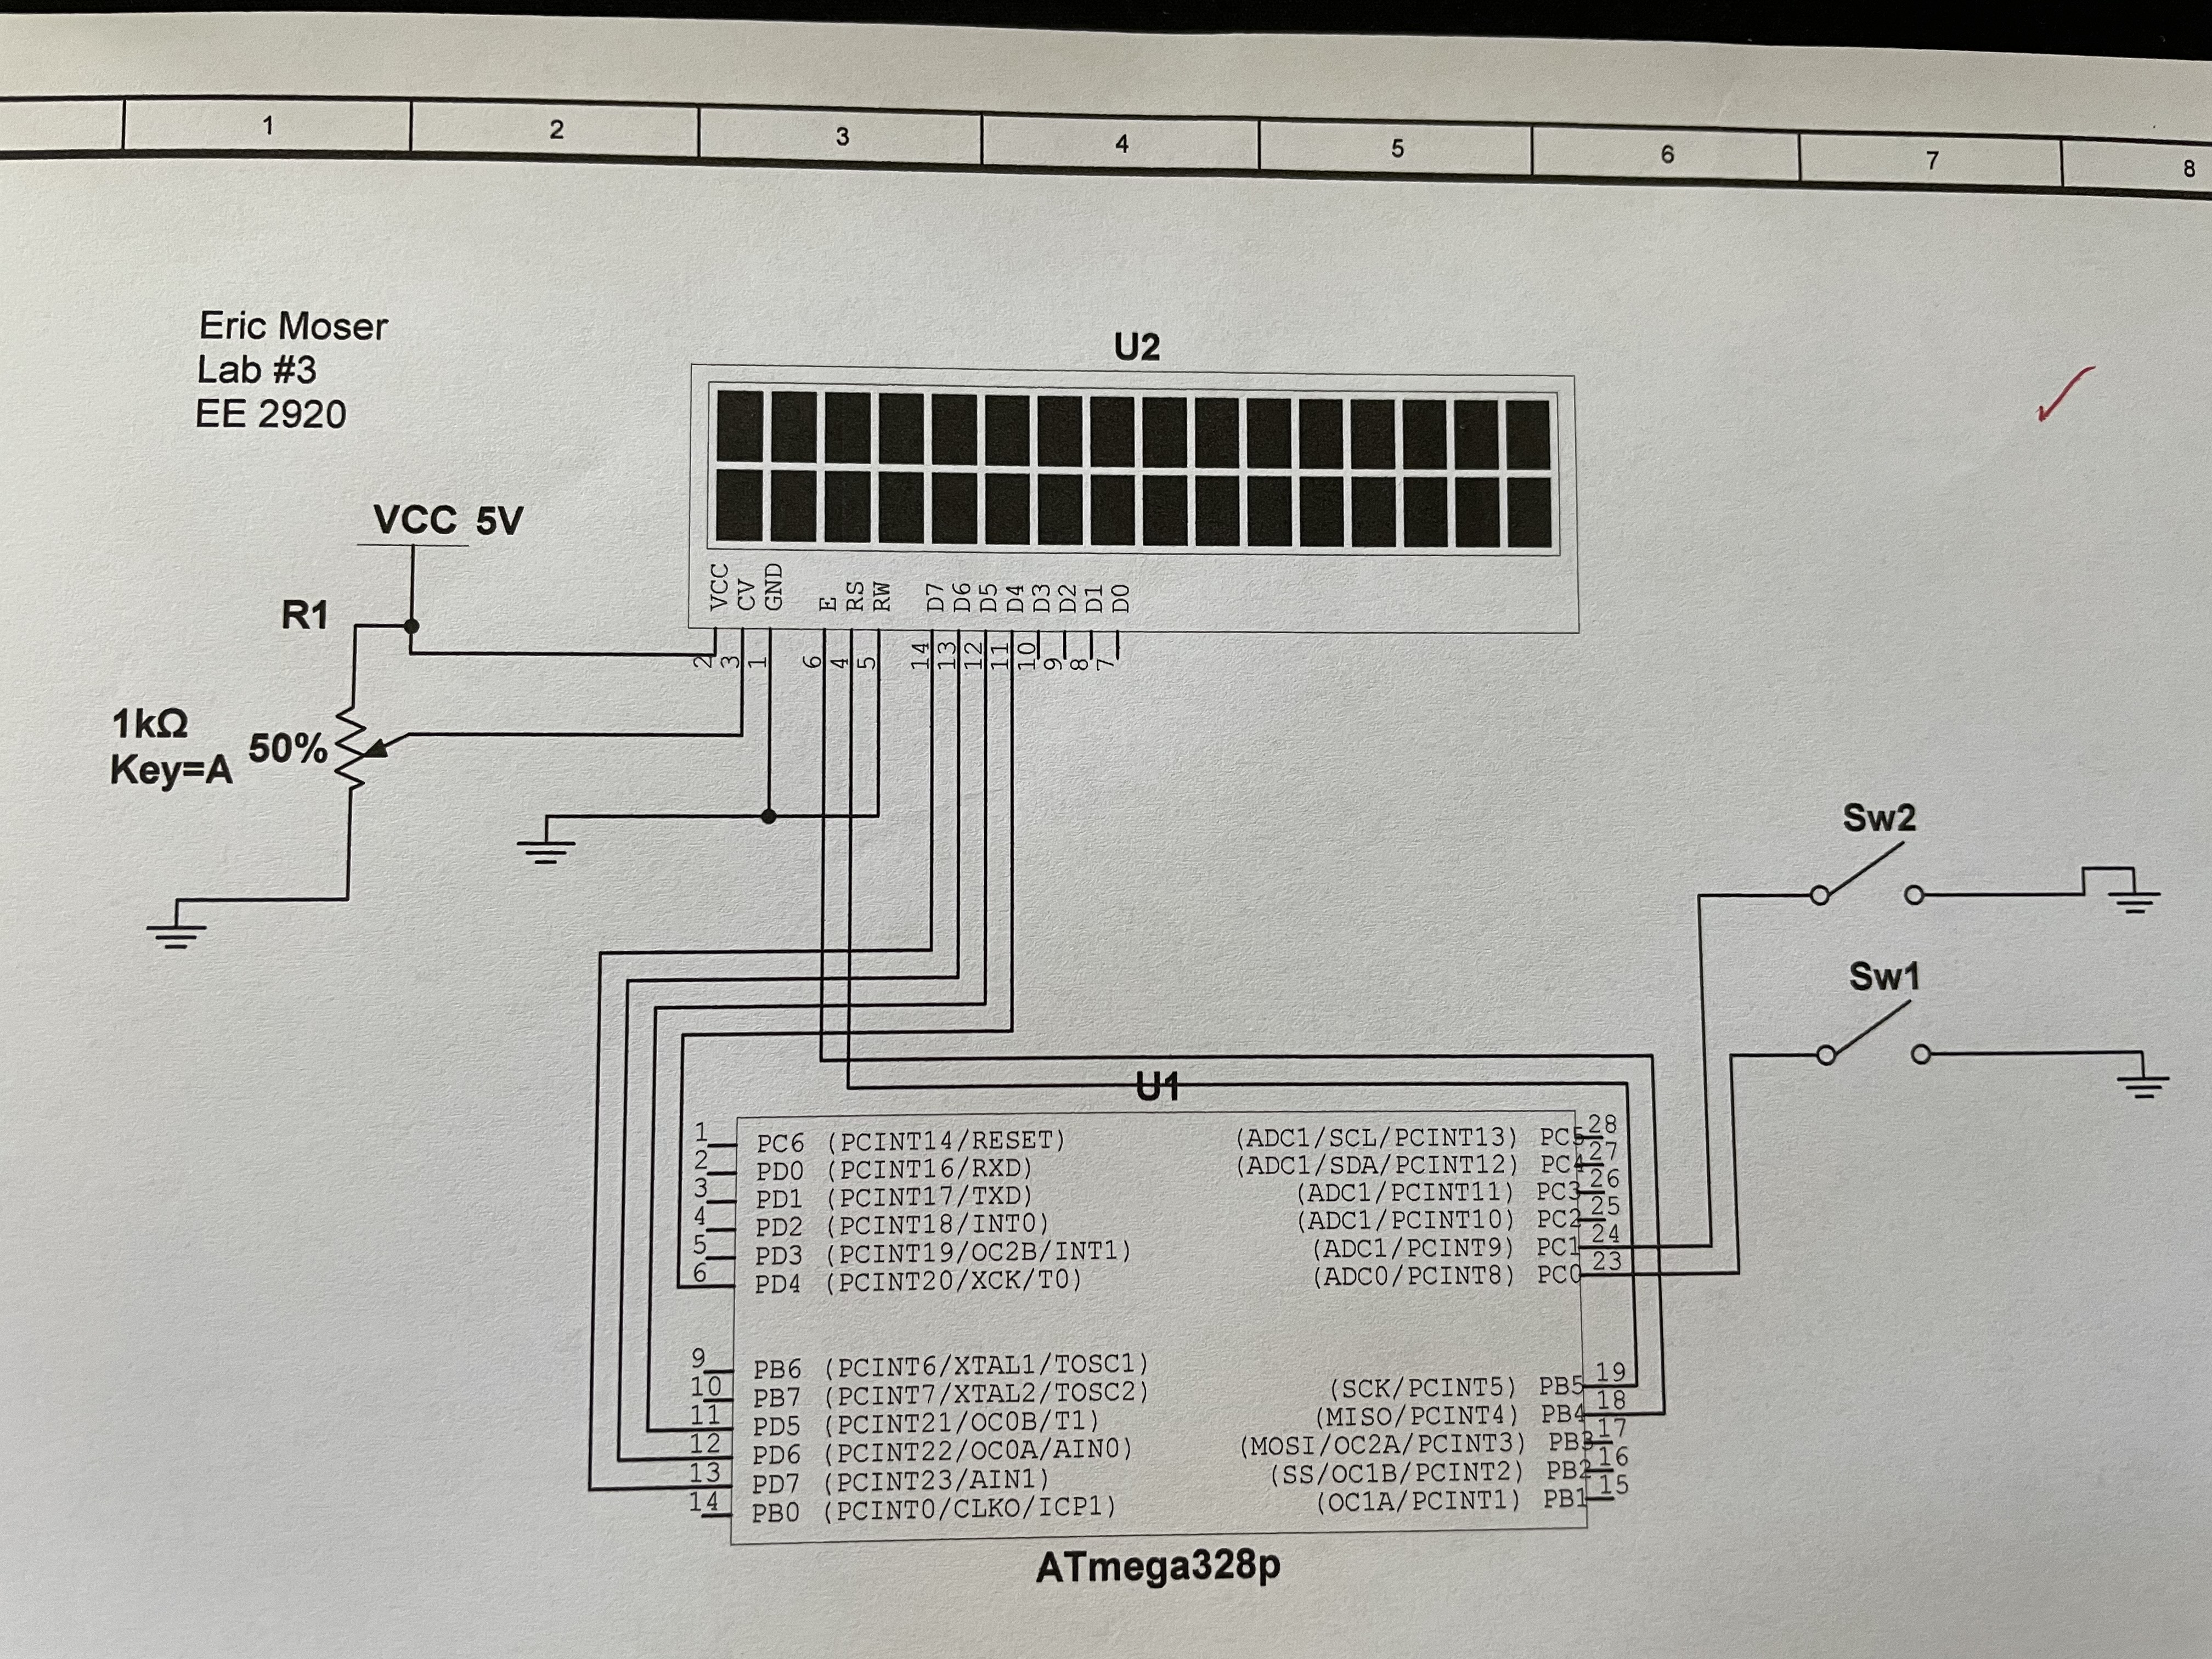 1
2
3
4
5
6
7
8
Eric Moser
Lab #3
EE 2920
VCC 5V
R1
1kΩ
Key=A
50%
U2
VCC
CV
GND
E
RS
RW
D7
D6
D5
D4
D3
D2
D1
D0
2
3
1
6
4
5
14
13
12
11
10
9
8
7
U1
1 PC6 (PCINT14/RESET)
2 PD0 (PCINT16/RXD)
3 PD1 (PCINT17/TXD)
4 PD2 (PCINT18/INT0)
5 PD3 (PCINT19/OC2B/INT1)
6 PD4 (PCINT20/XCK/T0)
9 PB6 (PCINT6/XTAL1/TOSC1)
10 PB7 (PCINT7/XTAL2/TOSC2)
11 PD5 (PCINT21/OC0B/T1)
12 PD6 (PCINT22/OC0A/AIN0)
13 PD7 (PCINT23/AIN1)
14 PB0 (PCINT0/CLKO/ICP1)
(ADC1/SCL/PCINT13) PC5 28
(ADC1/SDA/PCINT12) PC4 27
(ADC1/PCINT11) PC3 26
(ADC1/PCINT10) PC2 25
(ADC1/PCINT9) PC1 24
(ADC0/PCINT8) PC0 23
(SCK/PCINT5) PB5 19
(MISO/PCINT4) PB4 18
(MOSI/OC2A/PCINT3) PB3 17
(SS/OC1B/PCINT2) PB2 16
(OC1A/PCINT1) PB1 15
ATmega328p
Sw2
Sw1